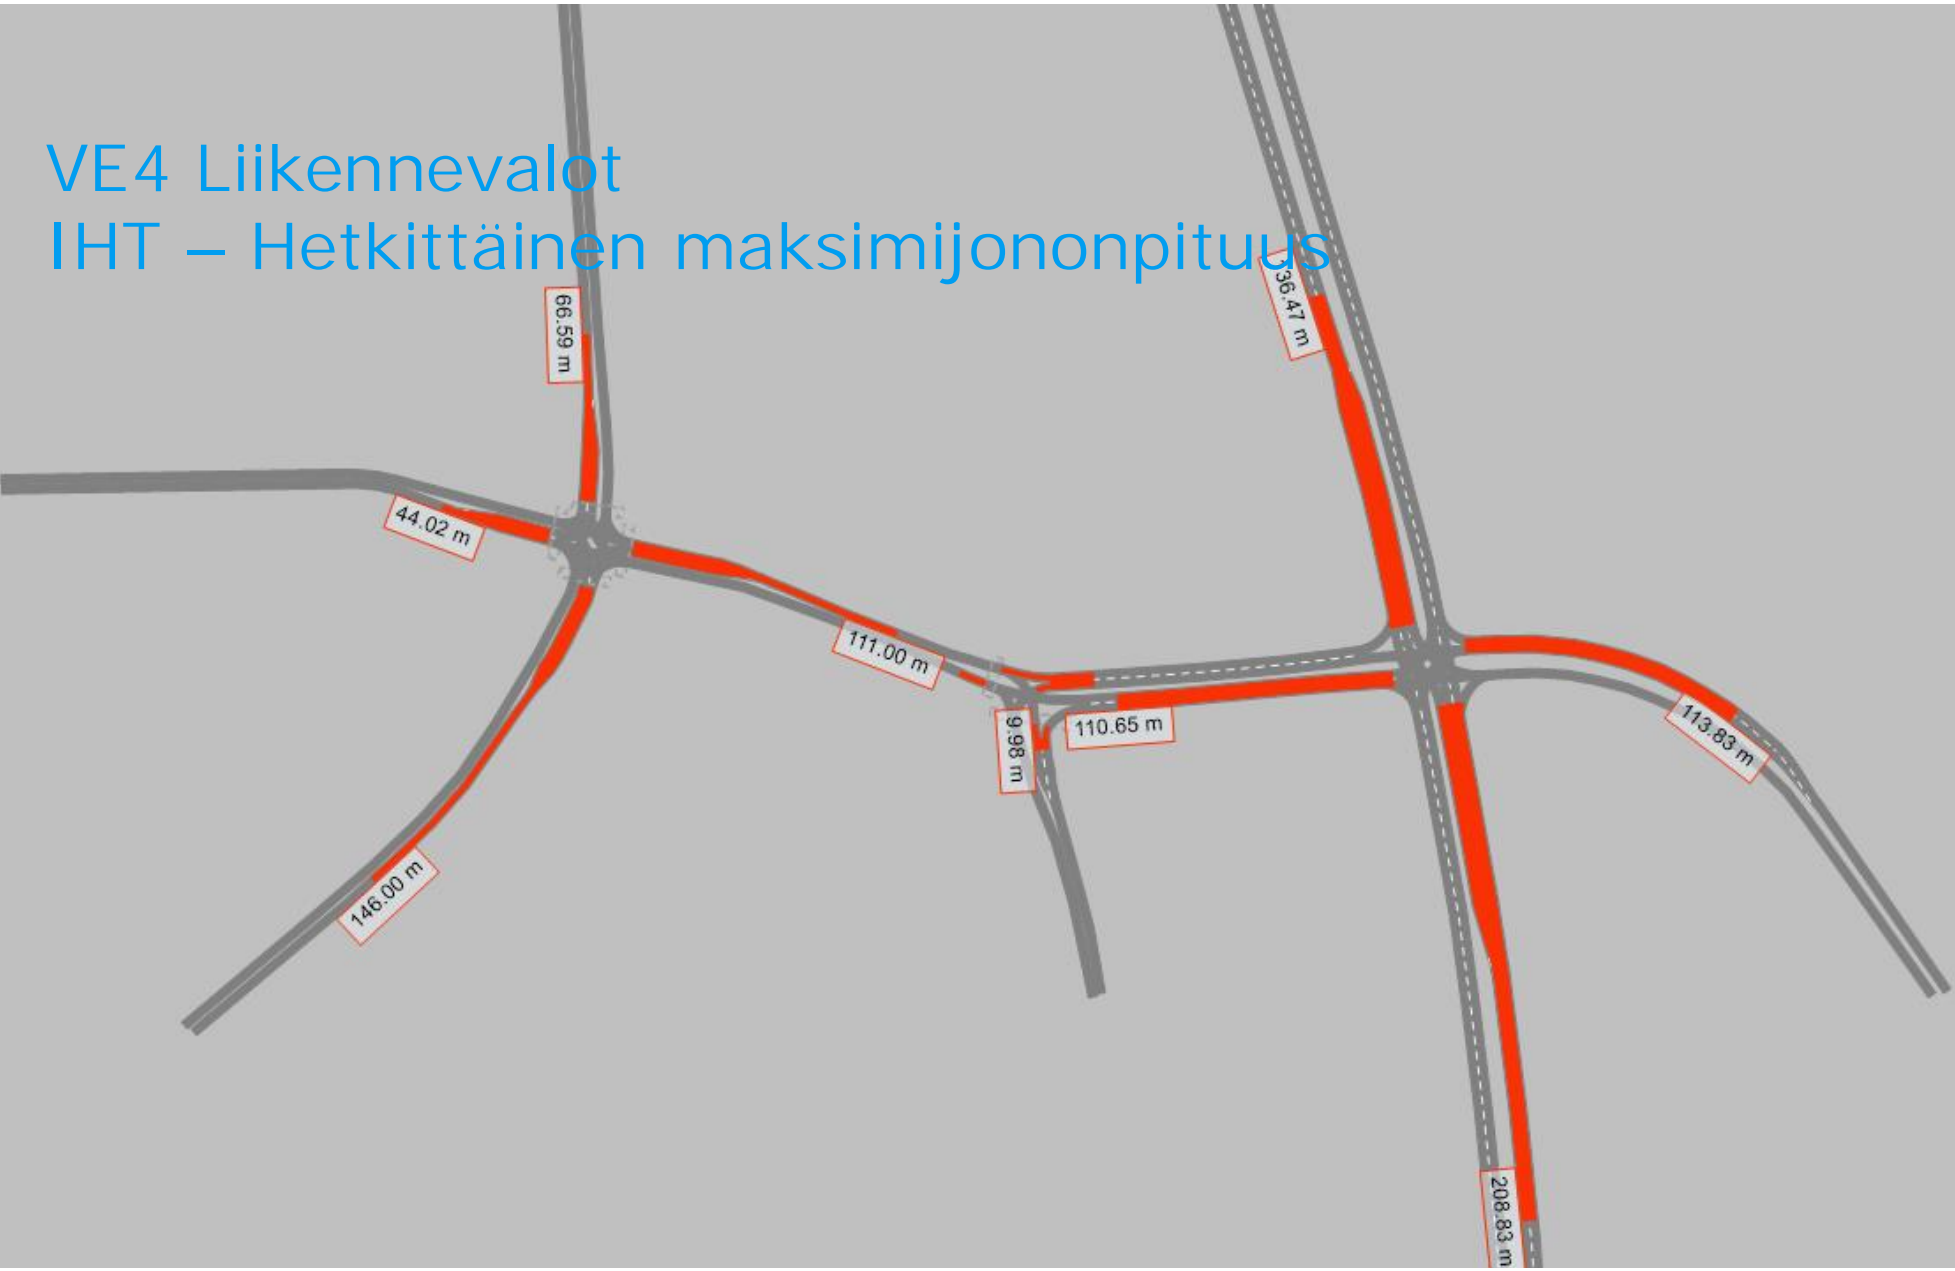 VE4 Liikennevalot
IHT – Hetkittäinen maksimijononpituus
136.47 m
66.59 m
44.02 m
111.00 m
9.98 m
110.65 m
113.83 m
146.00 m
208.83 m